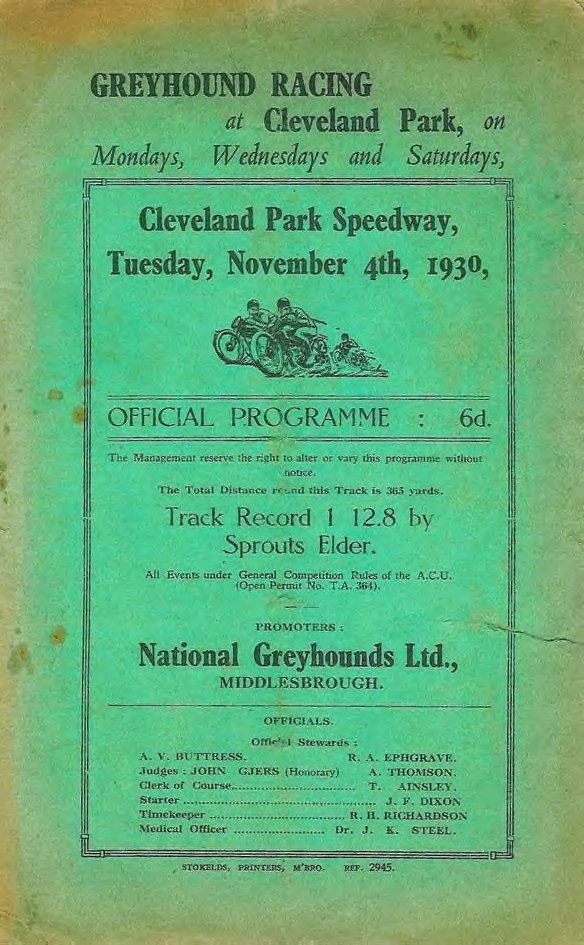 GREYHOUND RACING
at Cleveland Park, on
Mondays, Wednesdays and Saturdays,
Cleveland Park Speedway,
Tuesday, November 4th, 1930,
OFFICIAL PROGRAMME : 6d.
The Management reserve the right to alter or vary this programme without
notice.
The Total Distance round this Track is 365 yards.
Track Record 1 12.8 by
Sprouts Elder.
All Events under General Competition Rules of the A.C.U.
(Open Permit No. T.A. 364).
PROMOTERS :
National Greyhounds Ltd.,
MIDDLESBROUGH.
OFFICIALS.
Official Stewards :
A. V. BUTTRESS. R. A. EPHGRAVE.
Judges : JOHN GJERS (Honorary) A. THOMSON.
Clerk of Course.............................. T. AINSLEY.
Starter .............................................. J. F. DIXON
Timekeeper ................................. R. H. RICHARDSON
Medical Officer ...................... Dr. J. K. STEEL.
STOKELDS, PRINTERS, M'BRO. REF. 2945.